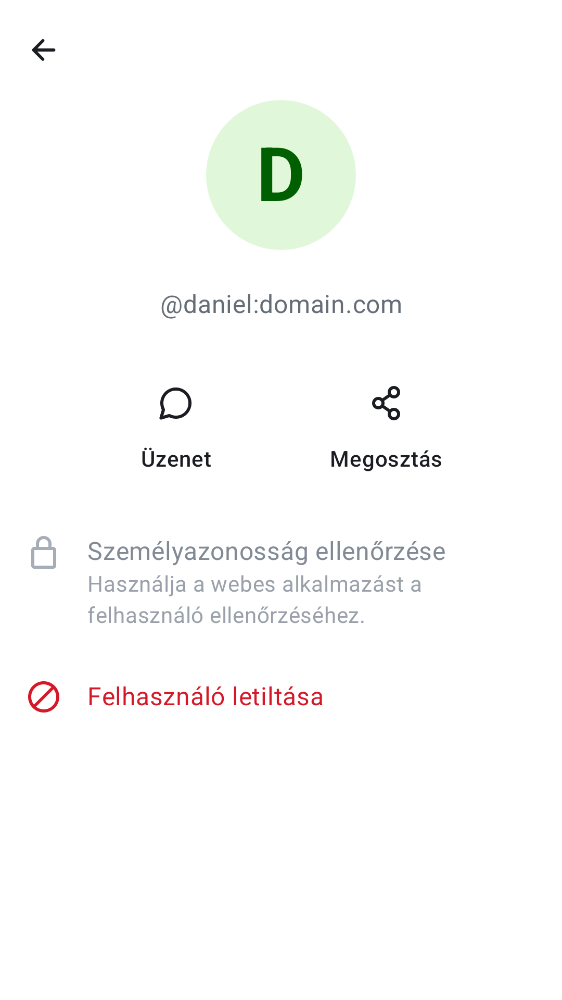 D
@daniel:domain.com
Üzenet
Megosztás
Személyazonosság ellenőrzése
Használja a webes alkalmazást a
felhasználó ellenőrzéséhez.
Felhasználó letiltása